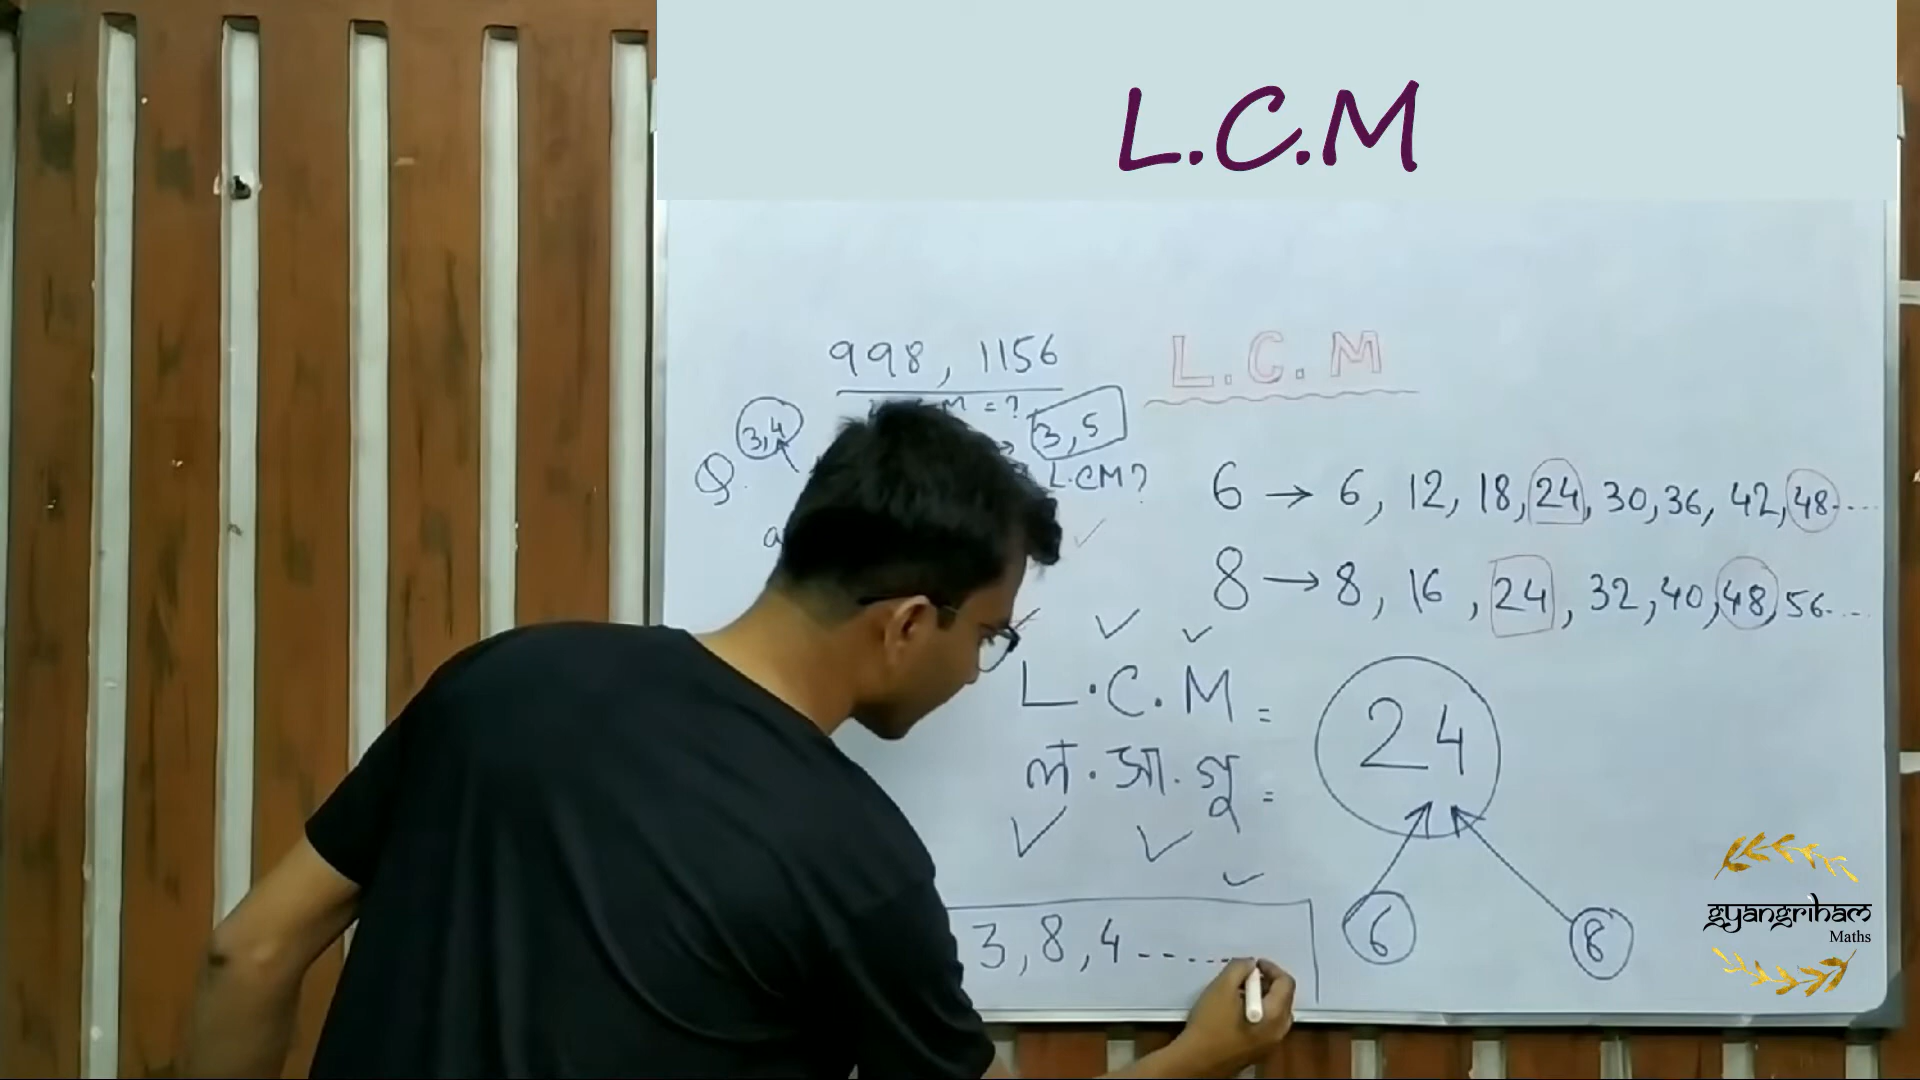 L.C.M
998, 1156
L.C.M
= ?
3,4
3, 5
Q.
L.CM?
6 → 6, 12, 18, 24, 30, 36, 42, 48....
a
8 → 8, 16, 24, 32, 40, 48, 56....
L.C.M =
24
ल.सा.गू =
6
8
3, 8, 4------
gyangriham
Maths